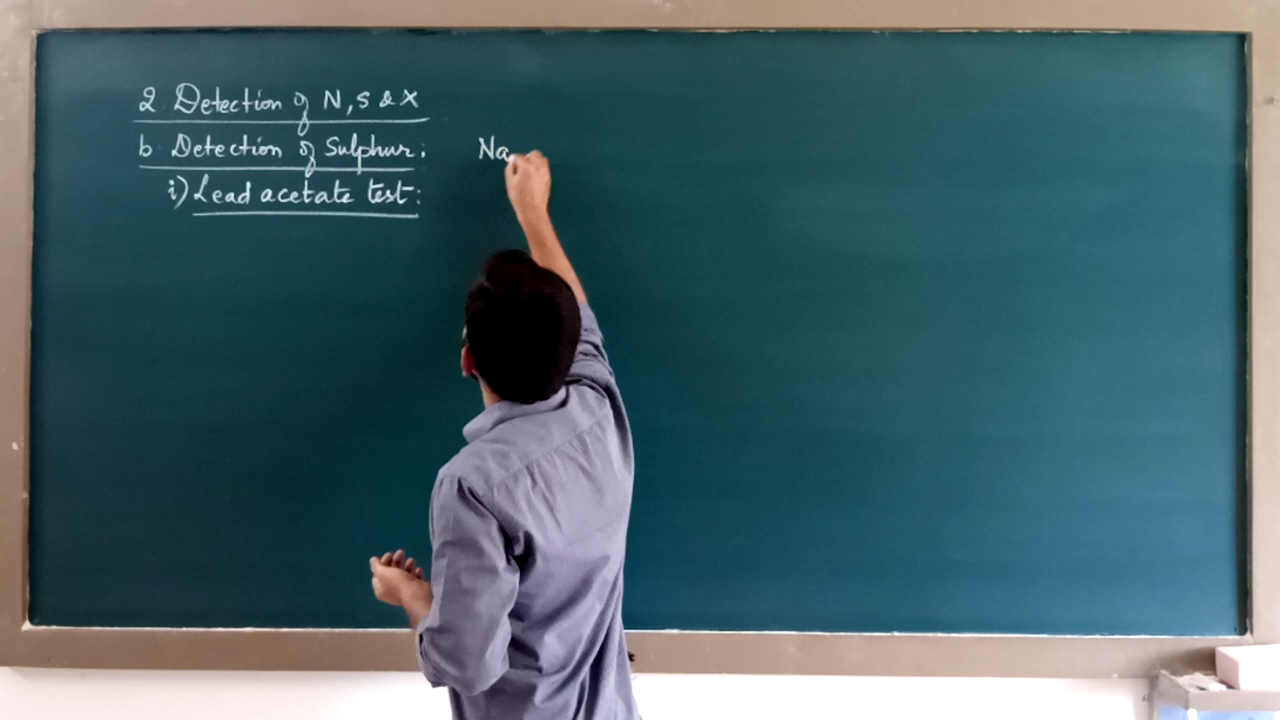 2. Detection of N, S & X
b. Detection of Sulphur: Na
i) Lead acetate test: